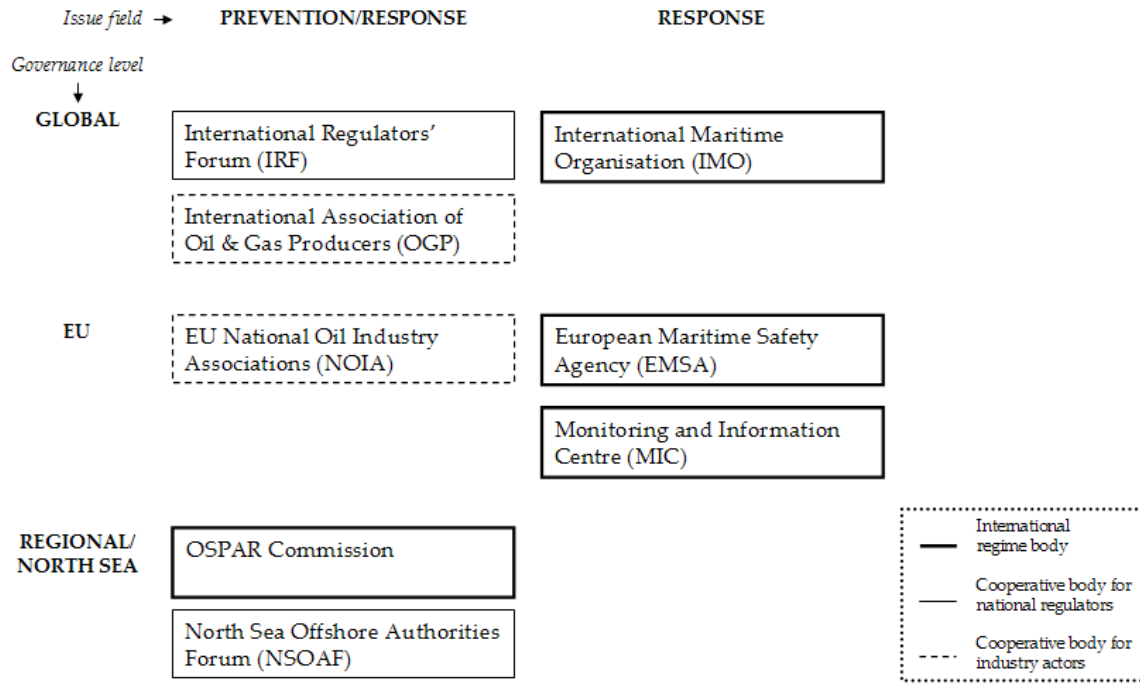 Issue field → PREVENTION/RESPONSE RESPONSE
Governance level
↓
GLOBAL
International Regulators’
Forum (IRF)
International Maritime
Organisation (IMO)
International Association of
Oil & Gas Producers (OGP)
EU
EU National Oil Industry
Associations (NOIA)
European Maritime Safety
Agency (EMSA)
Monitoring and Information
Centre (MIC)
REGIONAL/
NORTH SEA
OSPAR Commission
North Sea Offshore Authorities
Forum (NSOAF)
International
regime body
Cooperative body for
national regulators
Cooperative body for
industry actors